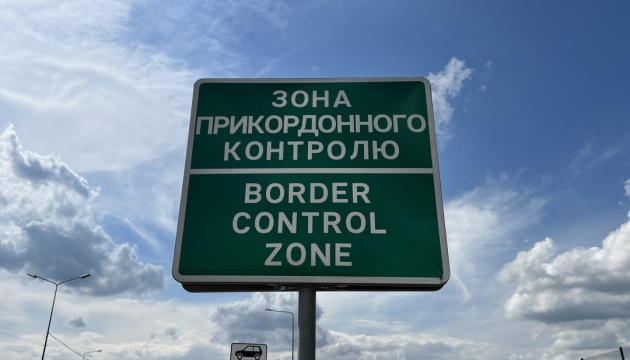 ЗОНА
ПРИКОРДОННОГО
КОНТРОЛЮ
BORDER
CONTROL
ZONE